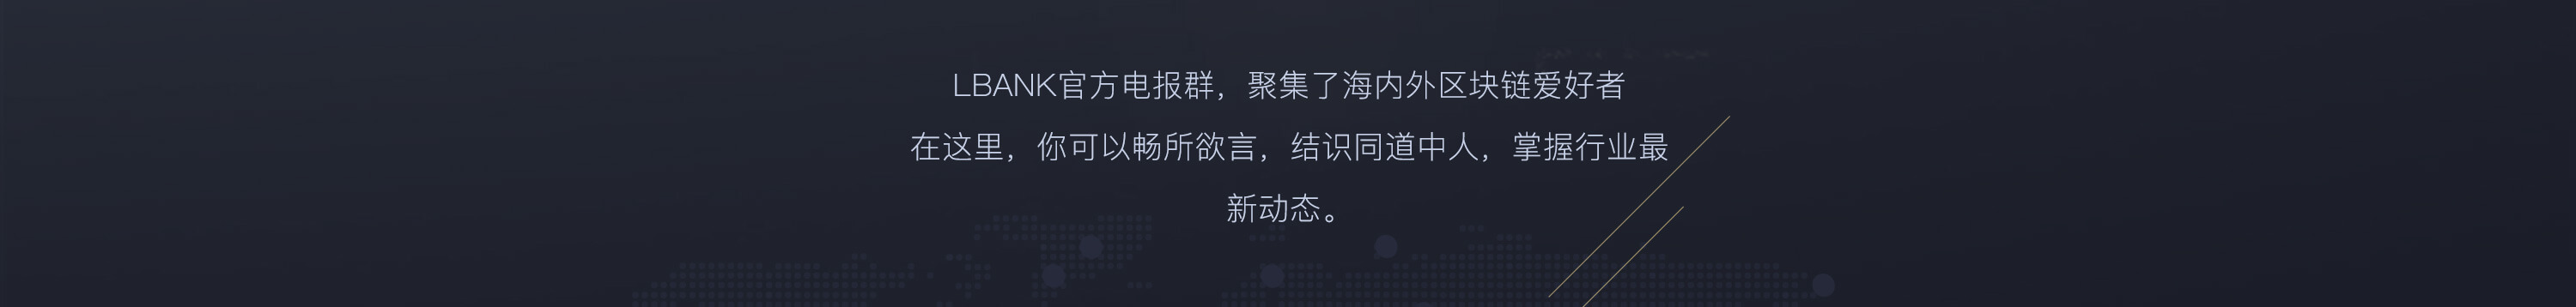 LBANK官方电报群，聚集了海内外区块链爱好者
在这里，你可以畅所欲言，结识同道中人，掌握行业最
新动态。